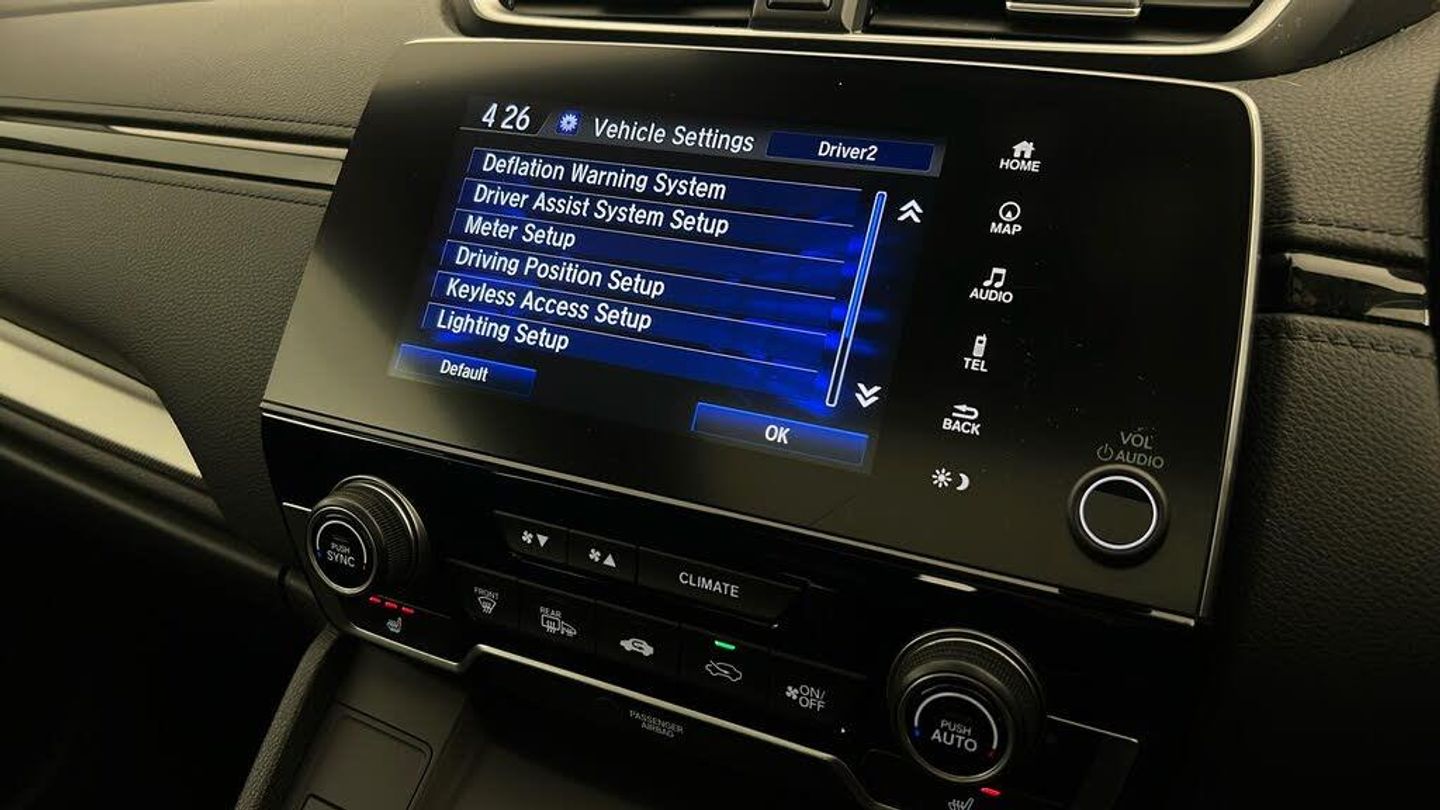 4 26
Vehicle Settings
Driver2
Deflation Warning System
Driver Assist System Setup
Meter Setup
Driving Position Setup
Keyless Access Setup
Lighting Setup
Default
OK
HOME
MAP
AUDIO
TEL
BACK
VOL
AUDIO
PUSH
SYNC
CLIMATE
FRONT
REAR
ON/
OFF
PASSENGER
AIRBAG
PUSH
AUTO